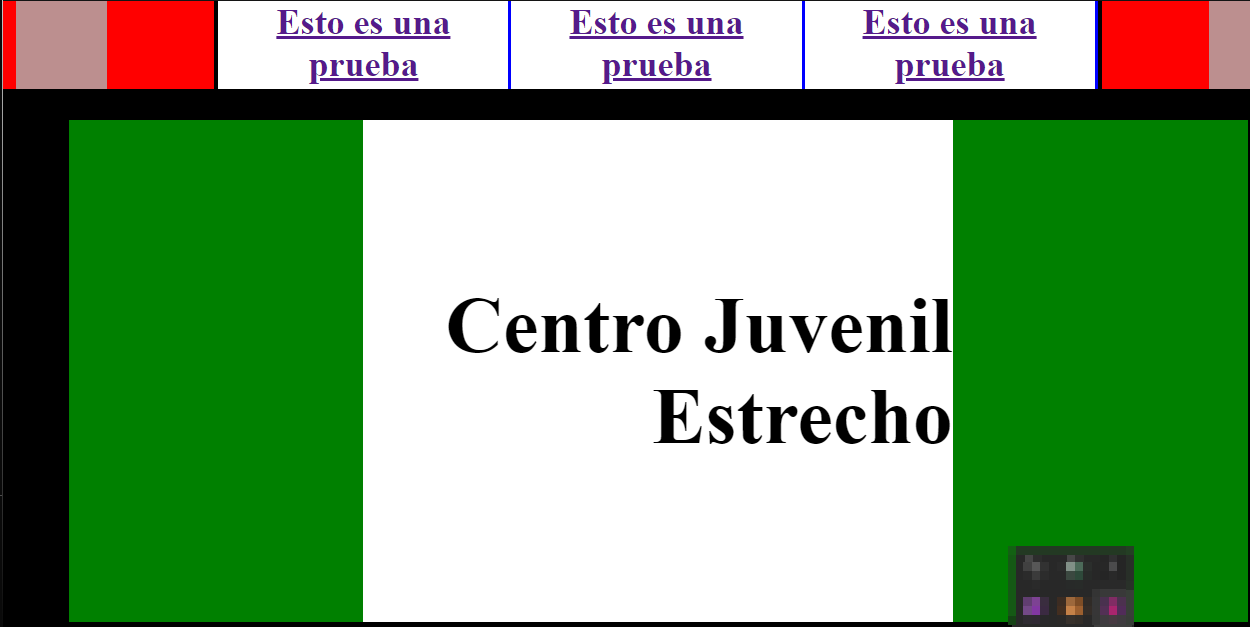 Esto es una
prueba
Esto es una
prueba
Esto es una
prueba
Centro Juvenil
Estrecho